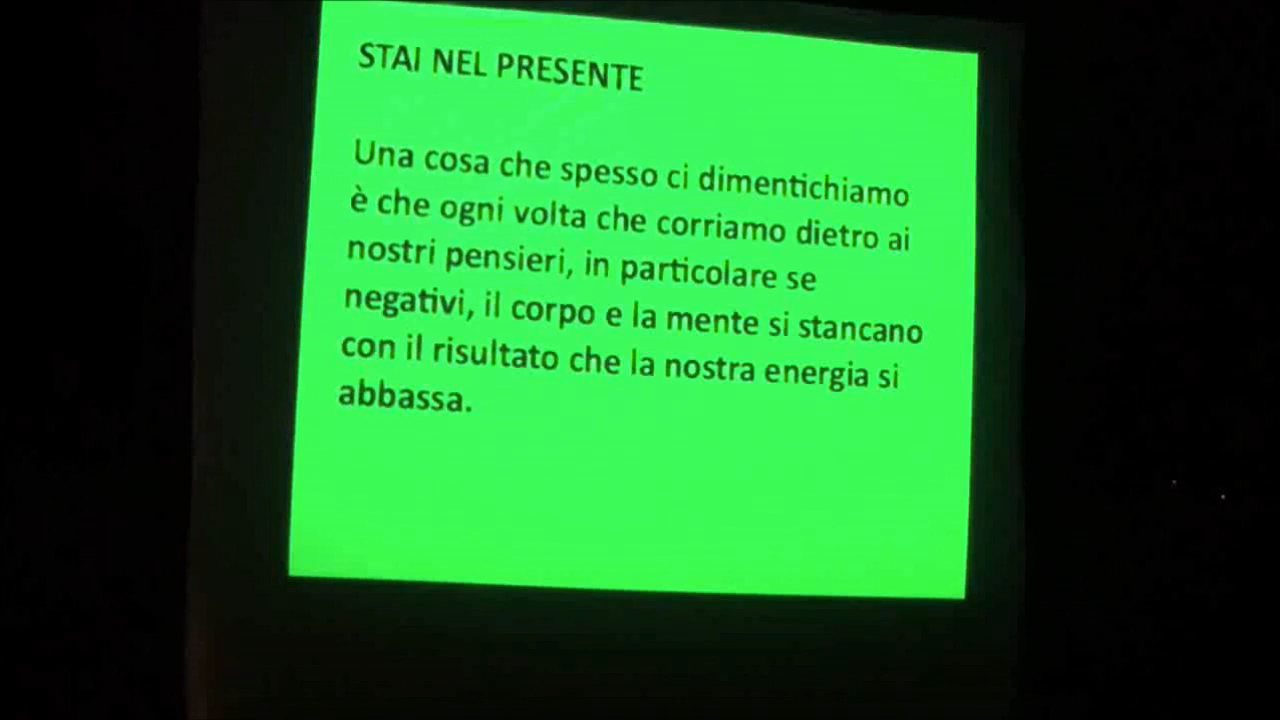 STAI NEL PRESENTE
Una cosa che spesso ci dimentichiamo
è che ogni volta che corriamo dietro ai
nostri pensieri, in particolare se
negativi, il corpo e la mente si stancano
con il risultato che la nostra energia si
abbassa.